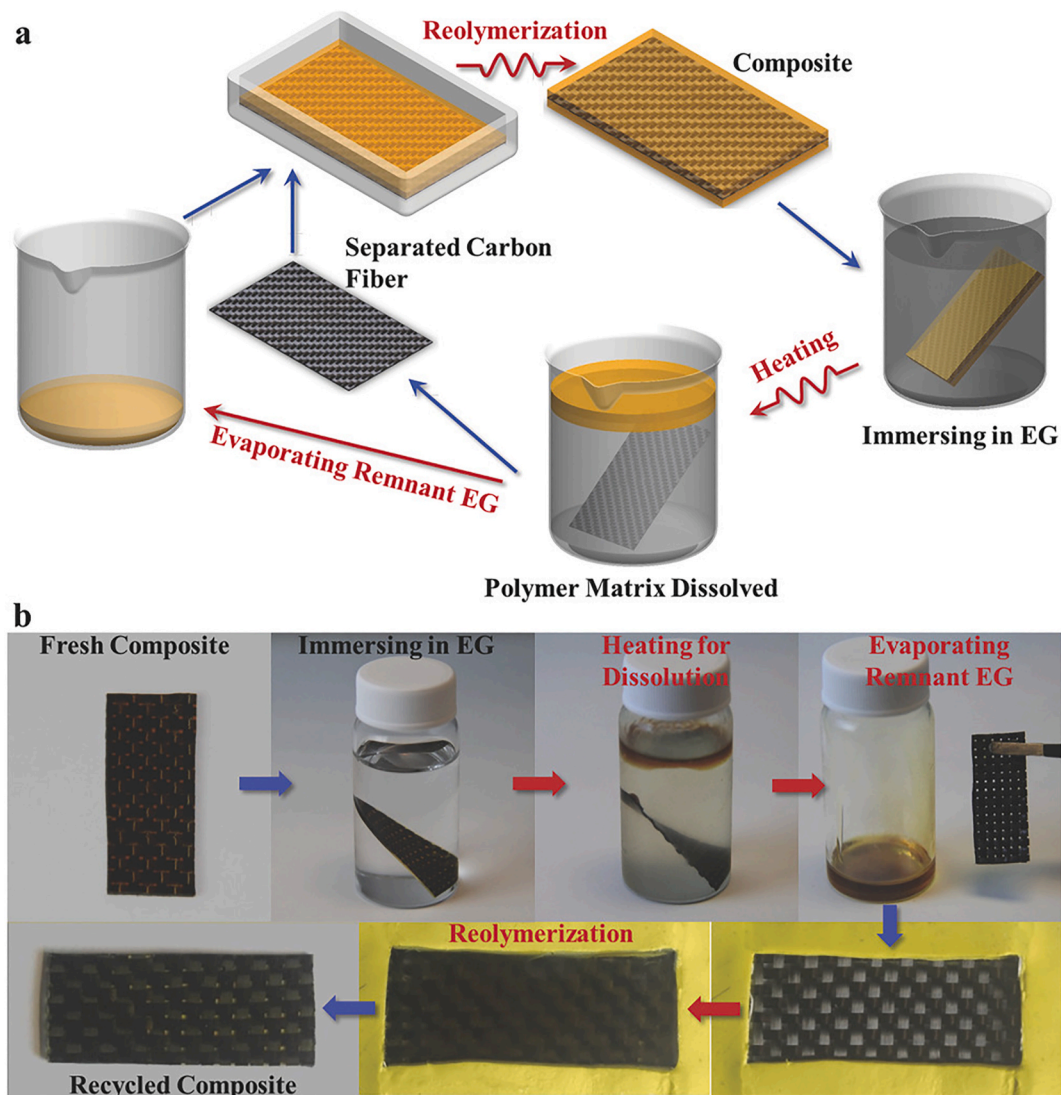 a
Reolymerization
Composite
Separated Carbon
Fiber
Heating
Immersing in EG
Evaporating Remnant EG
Polymer Matrix Dissolved
b
Fresh Composite
Immersing in EG
Heating for
Dissolution
Evaporating
Remnant EG
Reolymerization
Recycled Composite